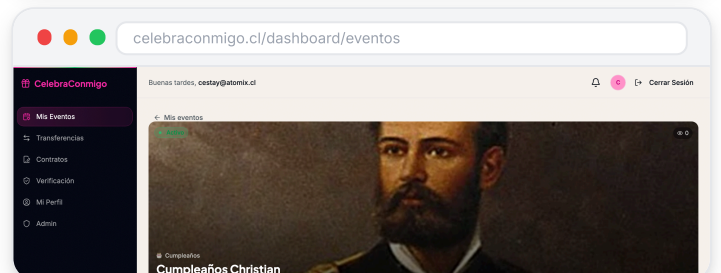 celebraconmigo.cl/dashboard/eventos
CelebraConmigo
Buenas tardes, cestay@atomix.cl
C
Cerrar Sesión
Mis Eventos
Transferencias
Contratos
Verificación
Mi Perfil
Admin
← Mis eventos
0
Cumpleaños
Cumpleaños Christian